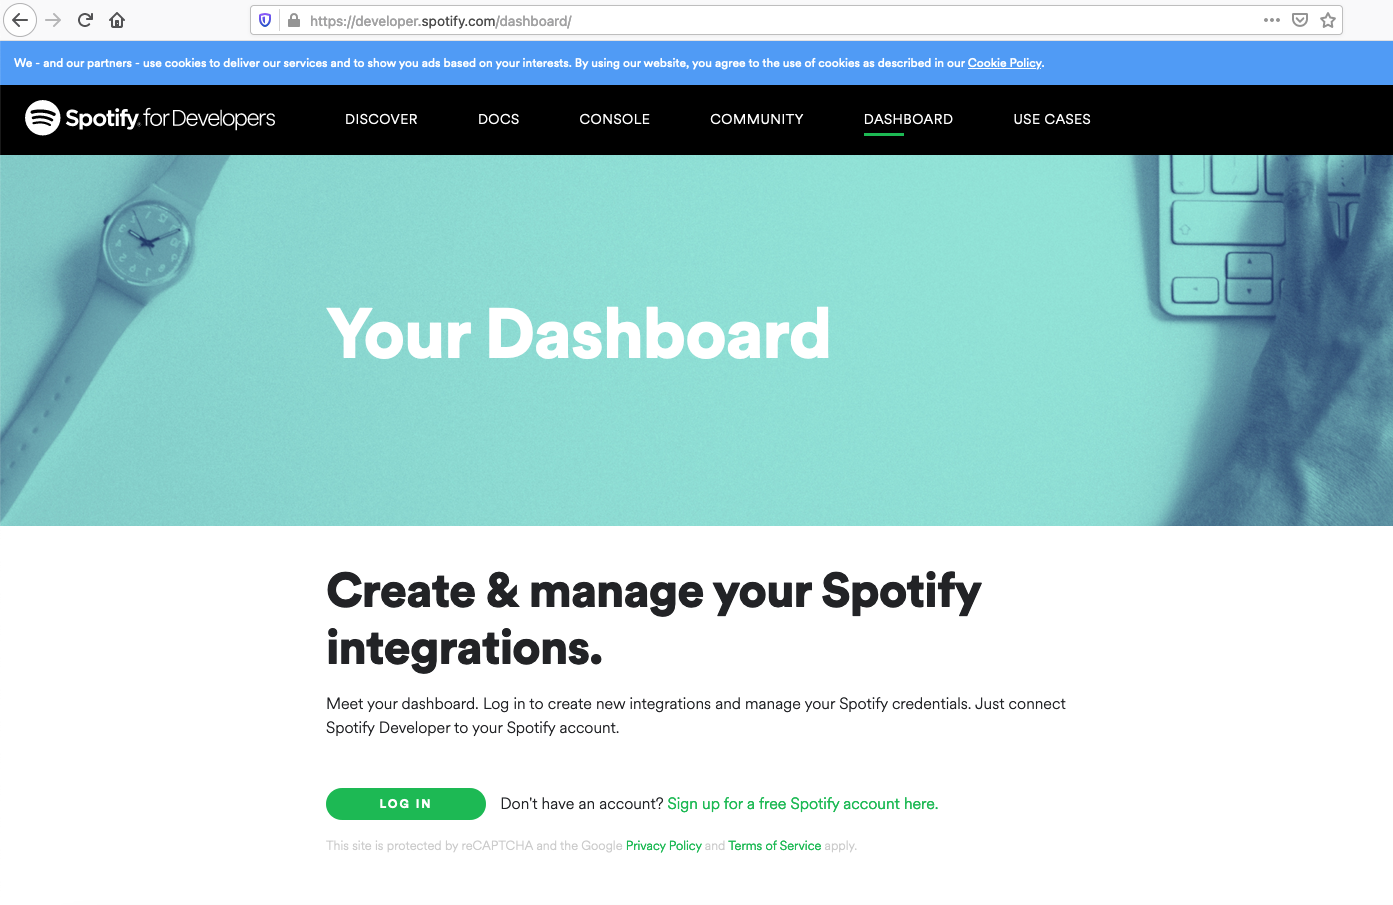 https://developer.spotify.com/dashboard/
We - and our partners - use cookies to deliver our services and to show you ads based on your interests. By using our website, you agree to the use of cookies as described in our Cookie Policy.
Spotify for Developers
DISCOVER
DOCS
CONSOLE
COMMUNITY
DASHBOARD
USE CASES
Your Dashboard
Create & manage your Spotify
integrations.
Meet your dashboard. Log in to create new integrations and manage your Spotify credentials. Just connect
Spotify Developer to your Spotify account.
LOG IN
Don't have an account? Sign up for a free Spotify account here.
This site is protected by reCAPTCHA and the Google Privacy Policy and Terms of Service apply.